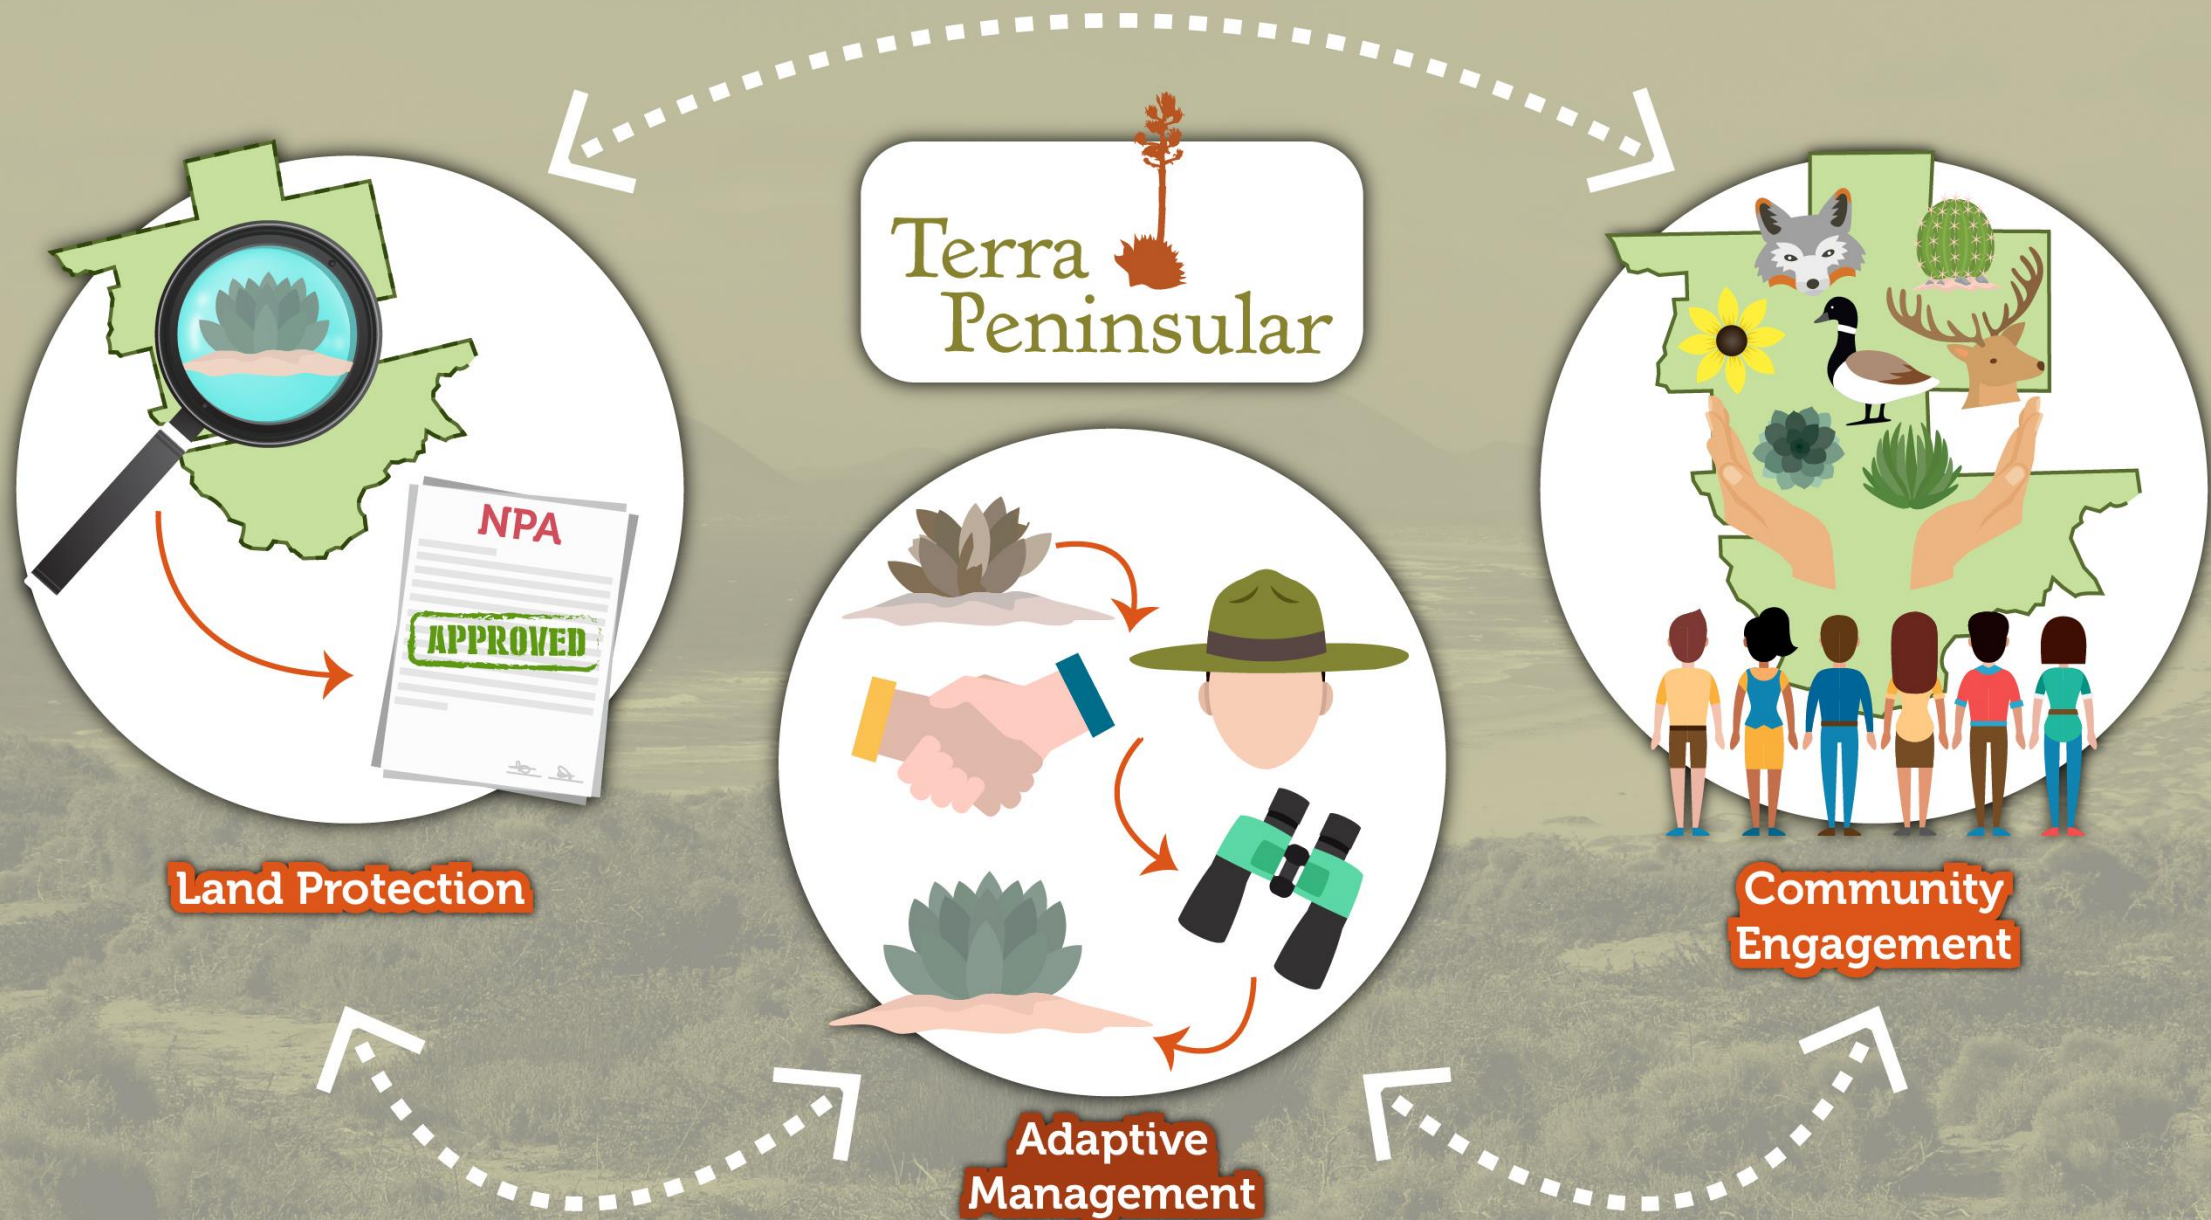 Terra
Peninsular
NPA
APPROVED
Land Protection
Community
Engagement
Adaptive
Management